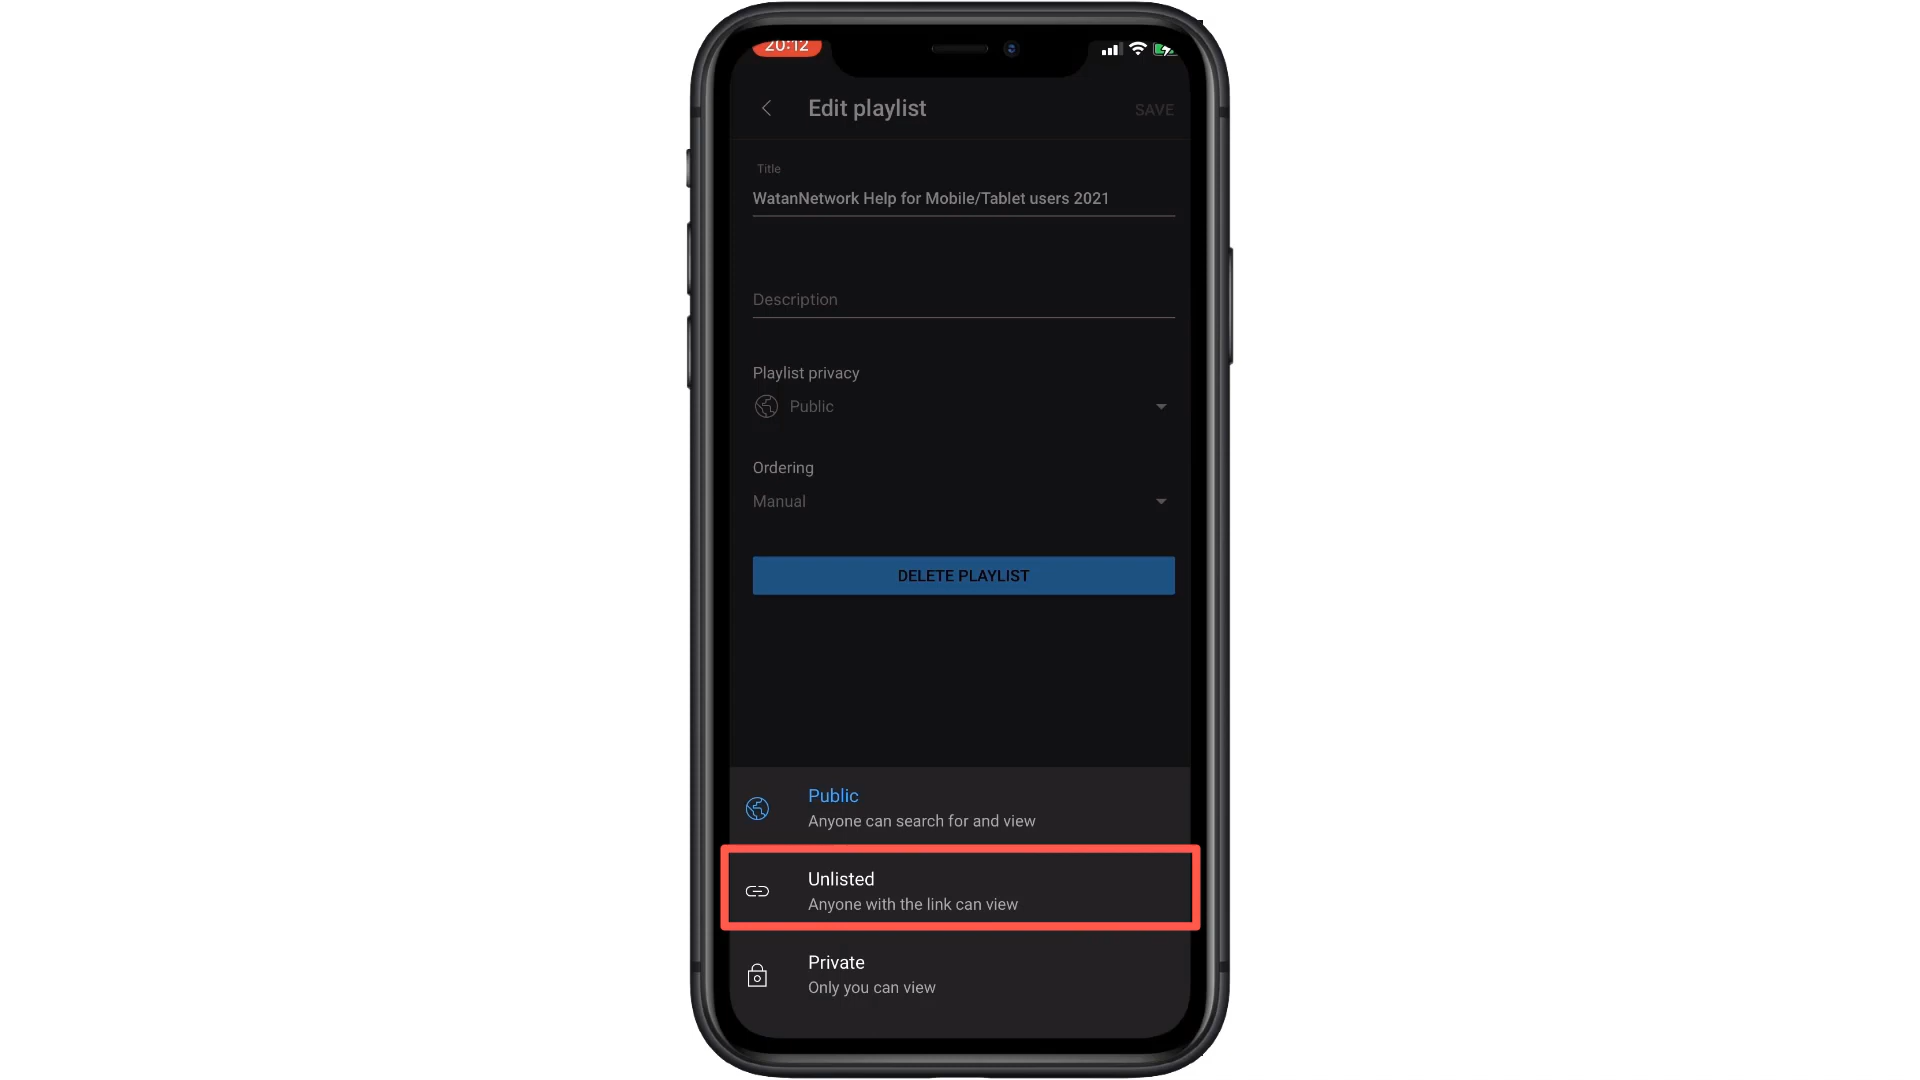 20:12
Edit playlist
SAVE
Title
WatanNetwork Help for Mobile/Tablet users 2021
Description
Playlist privacy
Public
Ordering
Manual
DELETE PLAYLIST
Public
Anyone can search for and view
Unlisted
Anyone with the link can view
Private
Only you can view